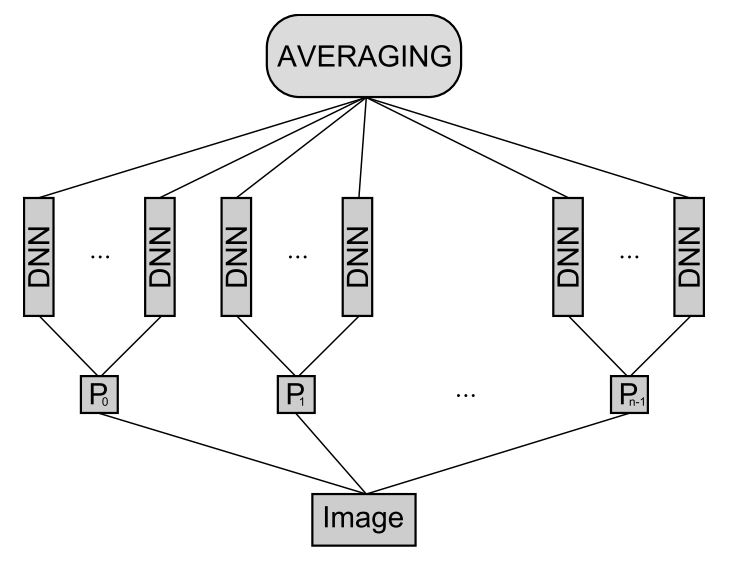 AVERAGING
DNN ... DNN DNN ... DNN DNN ... DNN
P0 P1 ... Pn-1
Image